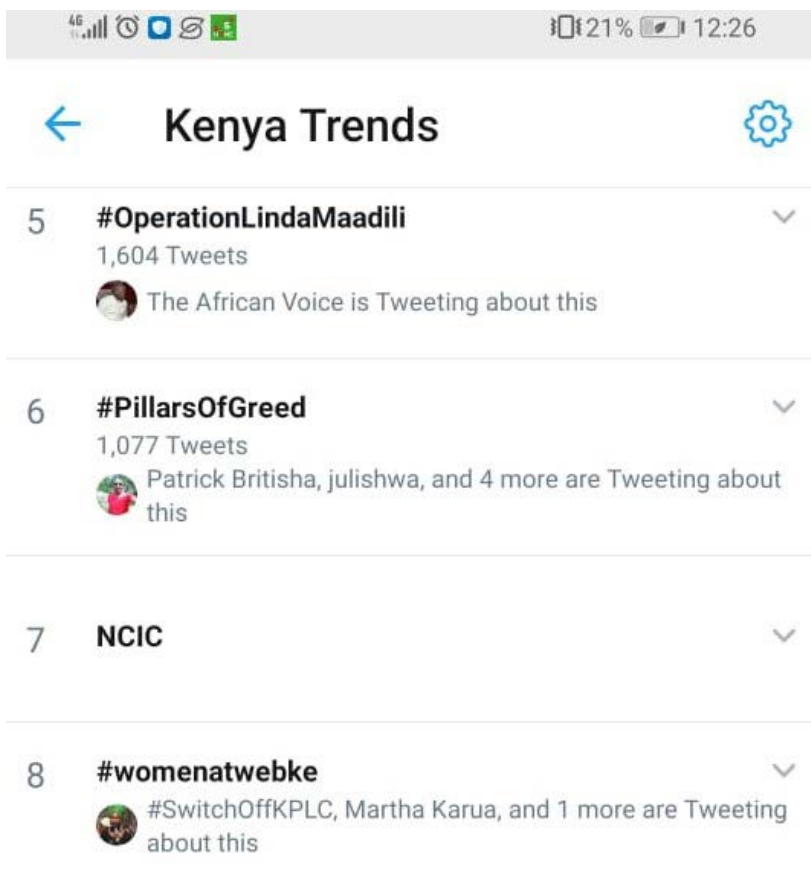 4G 21% 12:26
Kenya Trends
5 #OperationLindaMaadili
1,604 Tweets
The African Voice is Tweeting about this
6 #PillarsOfGreed
1,077 Tweets
Patrick Britisha, julishwa, and 4 more are Tweeting about
this
7 NCIC
8 #womenatwebke
#SwitchOffKPLC, Martha Karua, and 1 more are Tweeting
about this